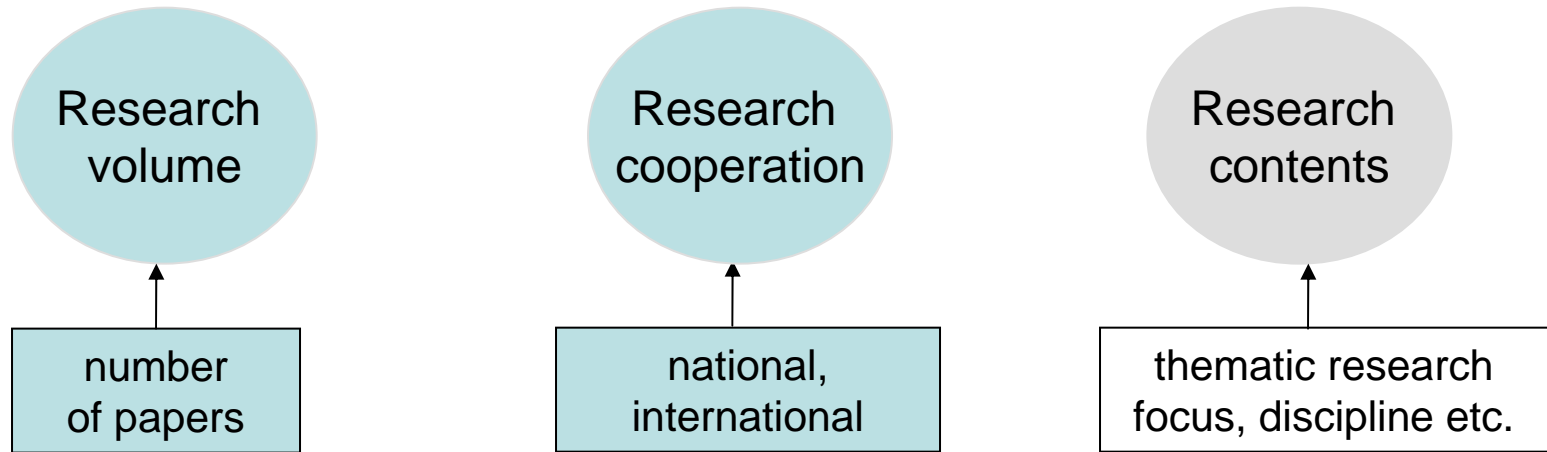 Research
volume
Research
cooperation
Research
contents
number
of papers
national,
international
thematic research
focus, discipline etc.